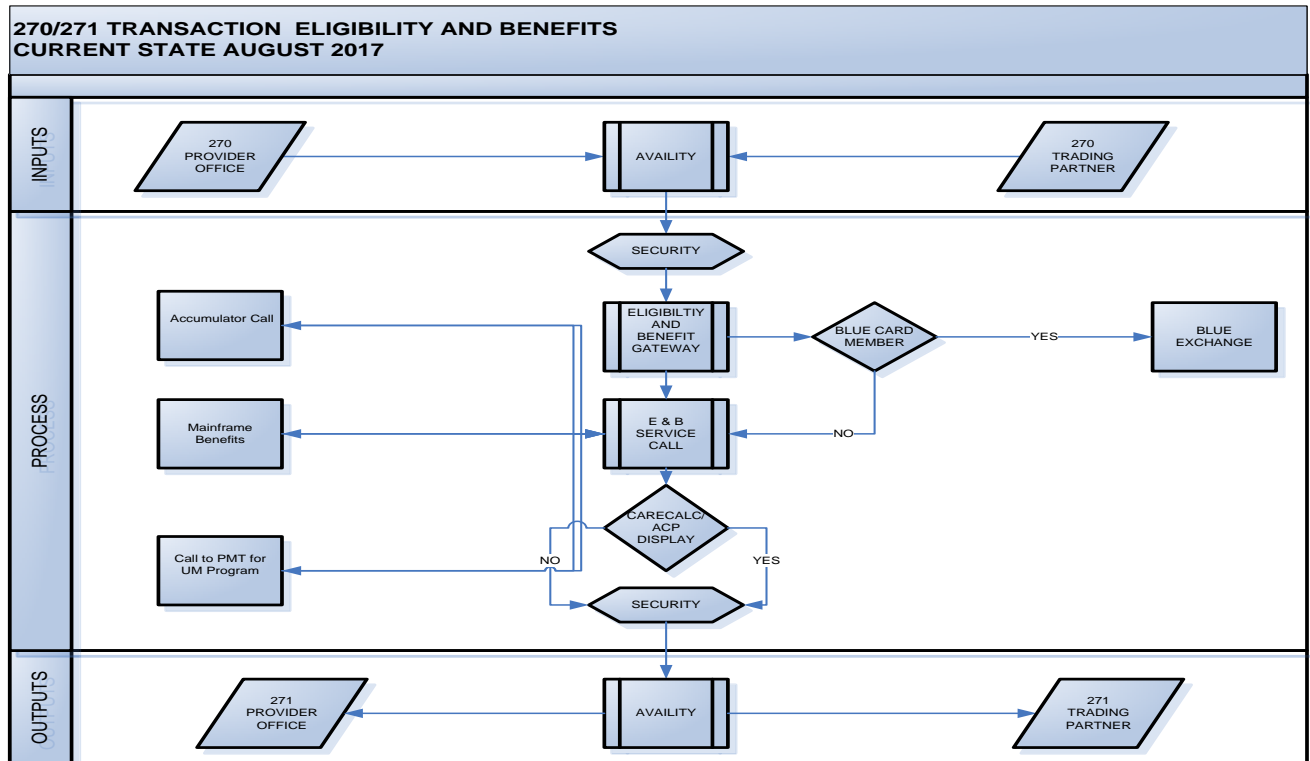 270/271 TRANSACTION ELIGIBILITY AND BENEFITS
CURRENT STATE AUGUST 2017
INPUTS
270
PROVIDER
OFFICE
AVAILITY
270
TRADING
PARTNER
PROCESS
SECURITY
Accumulator Call
ELIGIBILTIY
AND
BENEFIT
GATEWAY
BLUE CARD
MEMBER
YES
BLUE
EXCHANGE
Mainframe
Benefits
E & B
SERVICE
CALL
NO
CARECALC/
ACP
DISPLAY
Call to PMT for
UM Program
NO
YES
SECURITY
OUTPUTS
271
PROVIDER
OFFICE
AVAILITY
271
TRADING
PARTNER